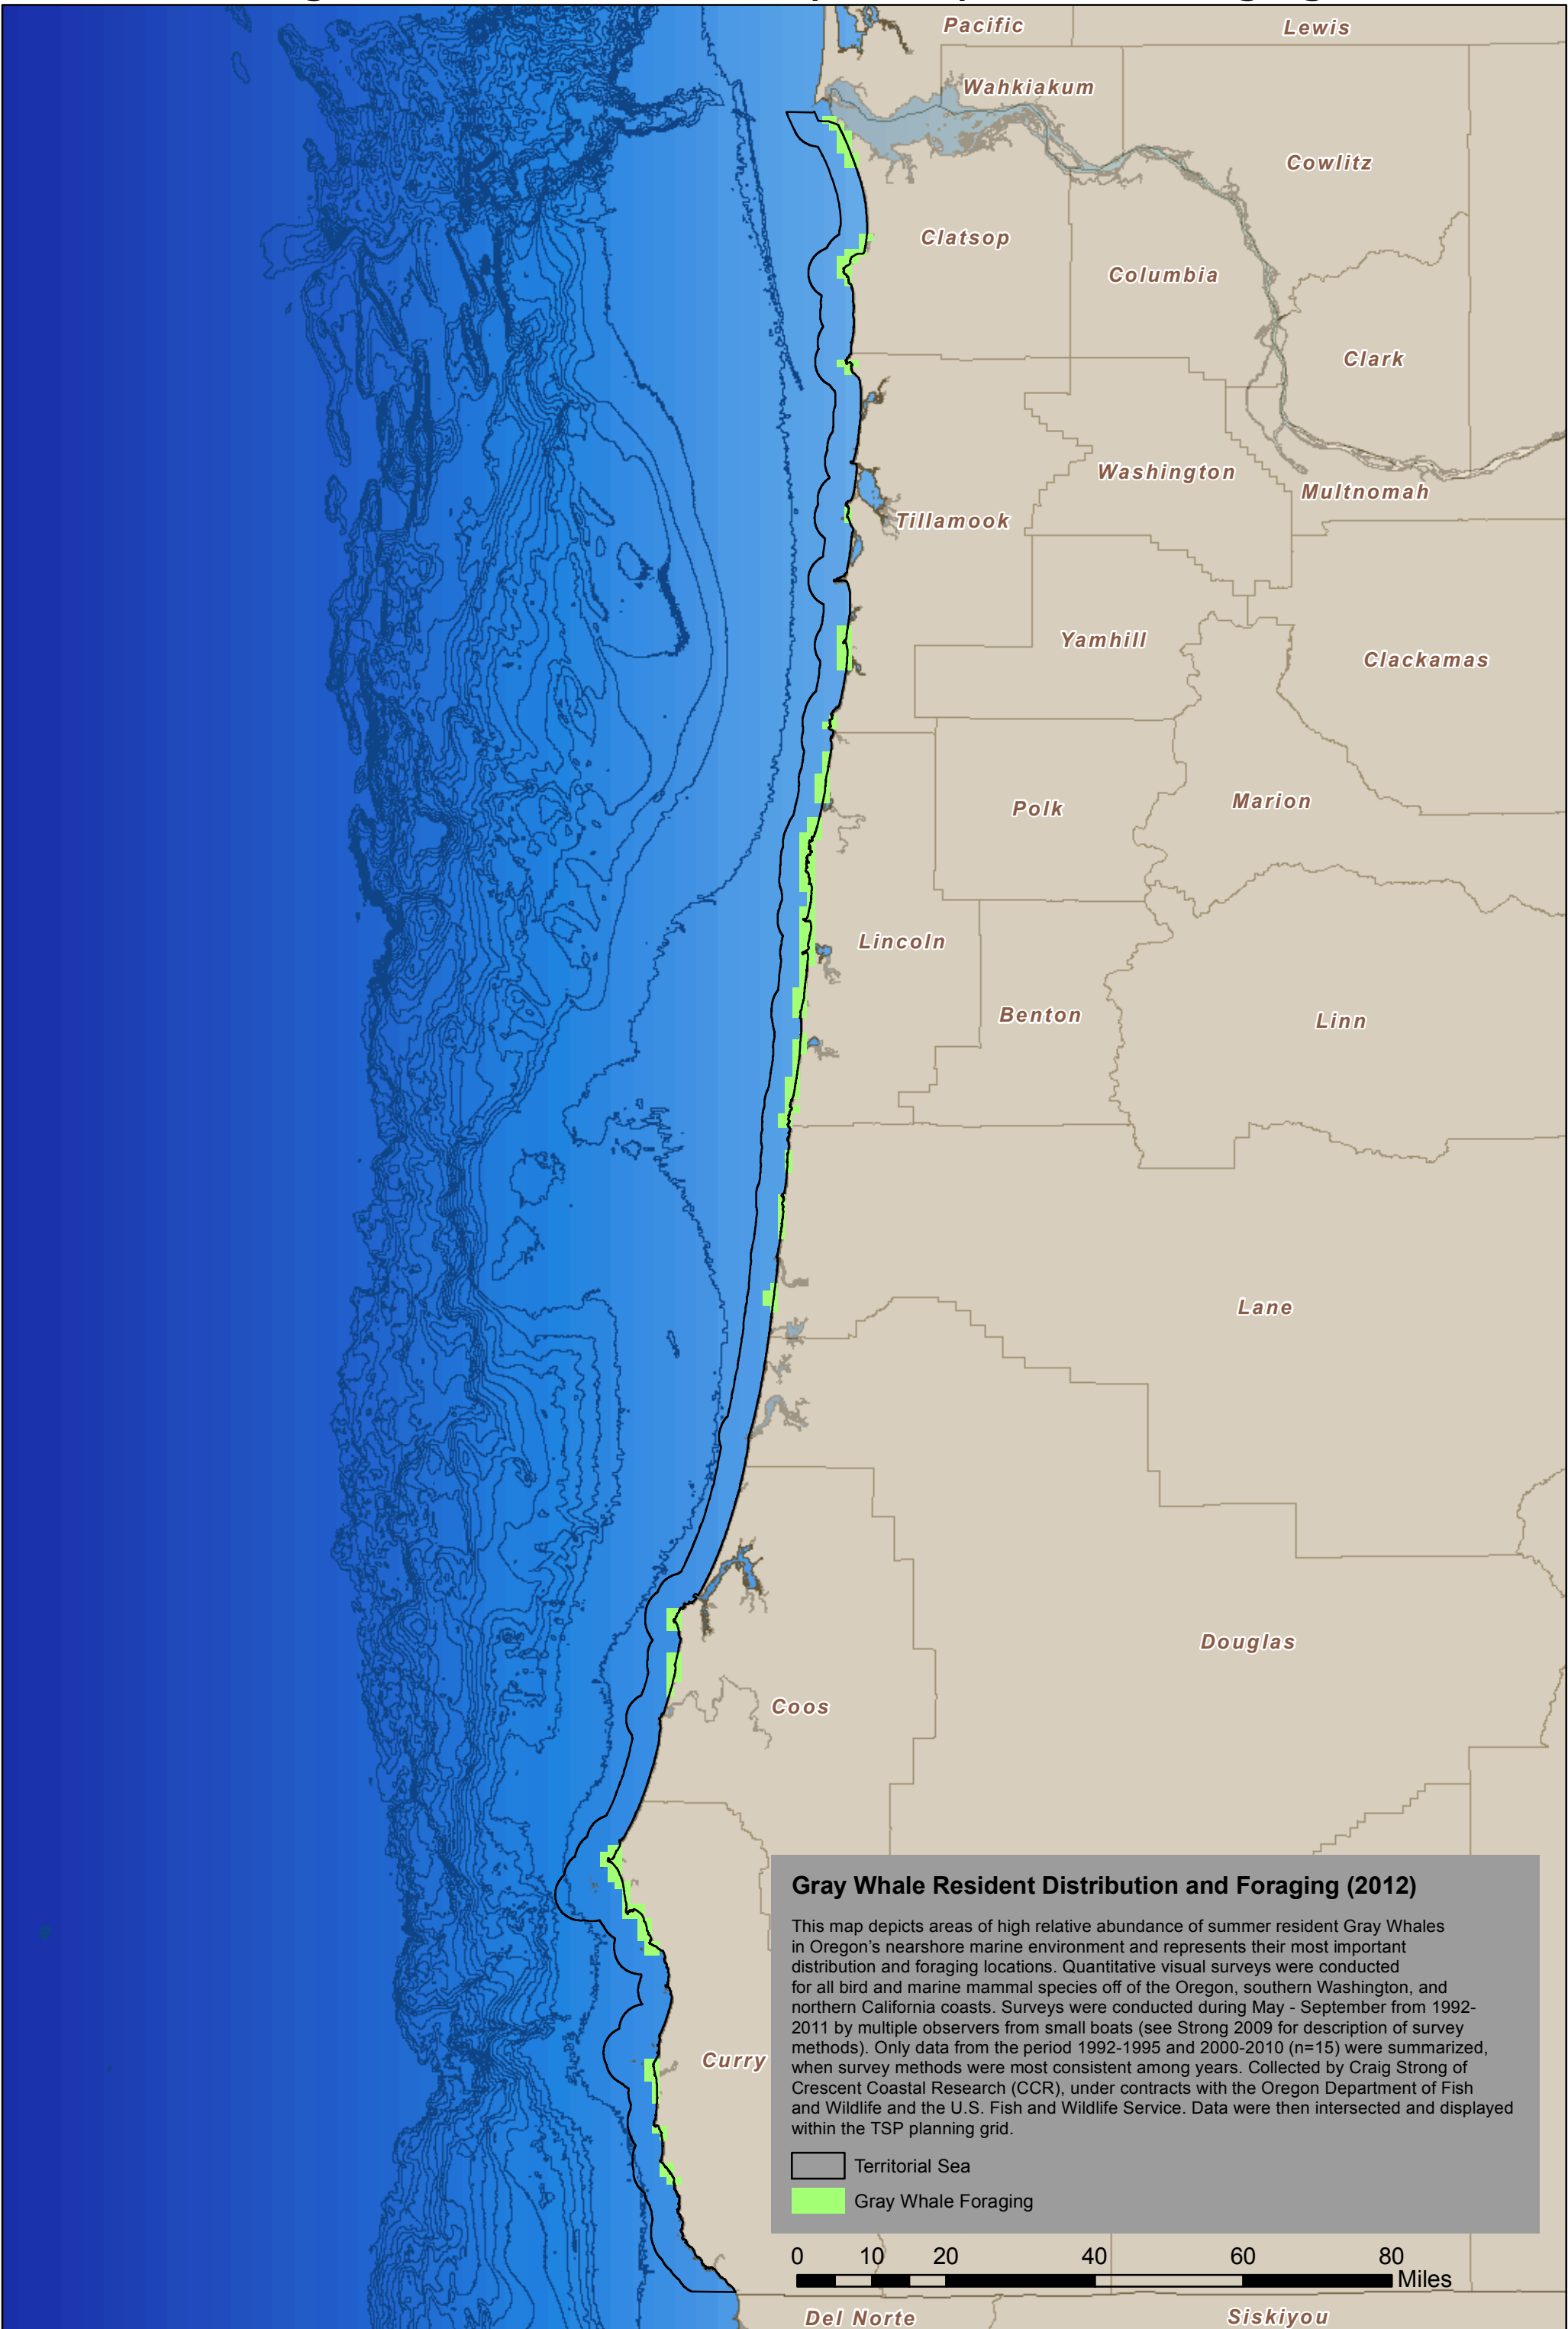 Pacific
Lewis
Wahkiakum
Cowlitz
Clatsop
Columbia
Clark
Washington
Multnomah
Tillamook
Yamhill
Clackamas
Polk
Marion
Lincoln
Benton
Linn
Lane
Douglas
Coos
Curry
Gray Whale Resident Distribution and Foraging (2012)
This map depicts areas of high relative abundance of summer resident Gray Whales
in Oregon's nearshore marine environment and represents their most important
distribution and foraging locations. Quantitative visual surveys were conducted
for all bird and marine mammal species off of the Oregon, southern Washington, and
northern California coasts. Surveys were conducted during May - September from 1992-
2011 by multiple observers from small boats (see Strong 2009 for description of survey
methods). Only data from the period 1992-1995 and 2000-2010 (n=15) were summarized,
when survey methods were most consistent among years. Collected by Craig Strong of
Crescent Coastal Research (CCR), under contracts with the Oregon Department of Fish
and Wildlife and the U.S. Fish and Wildlife Service. Data were then intersected and displayed
within the TSP planning grid.
Territorial Sea
Gray Whale Foraging
0 10 20 40 60 80
Miles
Del Norte
Siskiyou